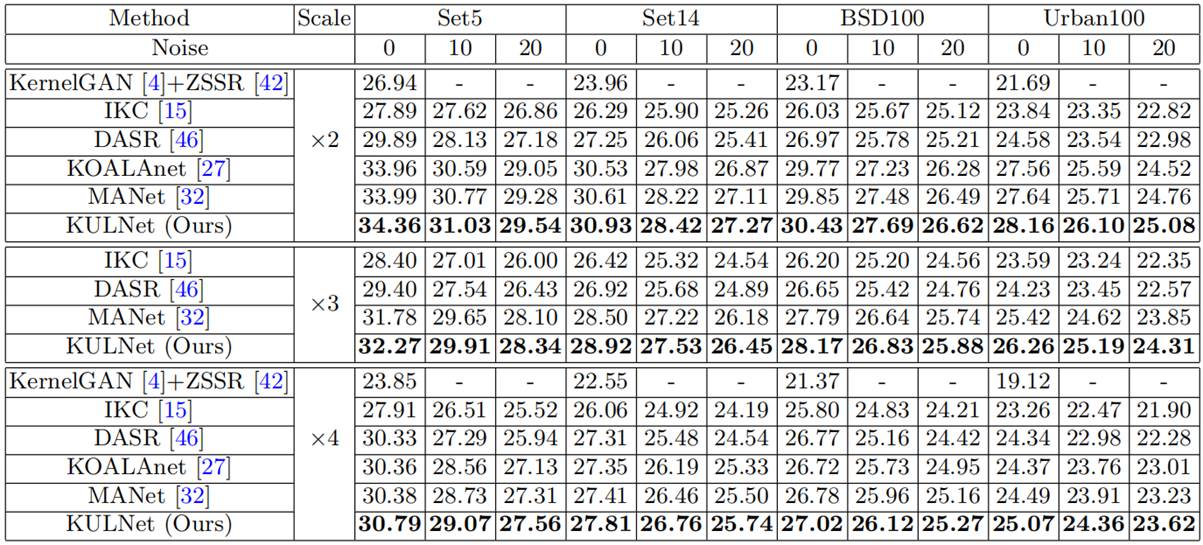 Method Scale Set5 Set14 BSD100 Urban100
Noise 0 10 20 0 10 20 0 10 20 0 10 20
KernelGAN [4]+ZSSR [42] 26.94 - - 23.96 - - 23.17 - - 21.69 - -
IKC [15] 27.89 27.62 26.86 26.29 25.90 25.26 26.03 25.67 25.12 23.84 23.35 22.82
DASR [46] ×2 29.89 28.13 27.18 27.25 26.06 25.41 26.97 25.78 25.21 24.58 23.54 22.98
KOALAnet [27] 33.96 30.59 29.05 30.53 27.98 26.87 29.77 27.23 26.28 27.56 25.59 24.52
MANet [32] 33.99 30.77 29.28 30.61 28.22 27.11 29.85 27.48 26.49 27.64 25.71 24.76
KULNet (Ours) 34.36 31.03 29.54 30.93 28.42 27.27 30.43 27.69 26.62 28.16 26.10 25.08
IKC [15] 28.40 27.01 26.00 26.42 25.32 24.54 26.20 25.20 24.56 23.59 23.24 22.35
DASR [46] ×3 29.40 27.54 26.43 26.92 25.68 24.89 26.65 25.42 24.76 24.23 23.45 22.57
MANet [32] 31.78 29.65 28.10 28.50 27.22 26.18 27.79 26.64 25.74 25.42 24.62 23.85
KULNet (Ours) 32.27 29.91 28.34 28.92 27.53 26.45 28.17 26.83 25.88 26.26 25.19 24.31
KernelGAN [4]+ZSSR [42] 23.85 - - 22.55 - - 21.37 - - 19.12 - -
IKC [15] 27.91 26.51 25.52 26.06 24.92 24.19 25.80 24.83 24.21 23.26 22.47 21.90
DASR [46] ×4 30.33 27.29 25.94 27.31 25.48 24.54 26.77 25.16 24.42 24.34 22.98 22.28
KOALAnet [27] 30.36 28.56 27.13 27.35 26.19 25.33 26.72 25.73 24.95 24.37 23.76 23.01
MANet [32] 30.38 28.73 27.31 27.41 26.46 25.50 26.78 25.96 25.16 24.49 23.91 23.23
KULNet (Ours) 30.79 29.07 27.56 27.81 26.76 25.74 27.02 26.12 25.27 25.07 24.36 23.62